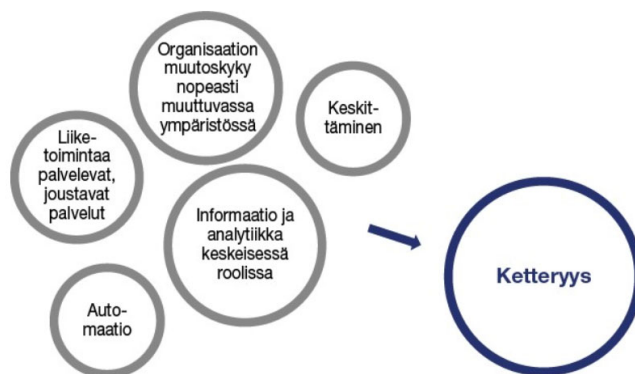 Organisaation
muutoskyky
nopeasti
muuttuvassa
ympäristössä
Keskit-
täminen
Liike-
toimintaa
palvelevat,
joustavat
palvelut
Informaatio ja
analytiikka
keskeisessä
roolissa
Ketteryys
Auto-
maatio